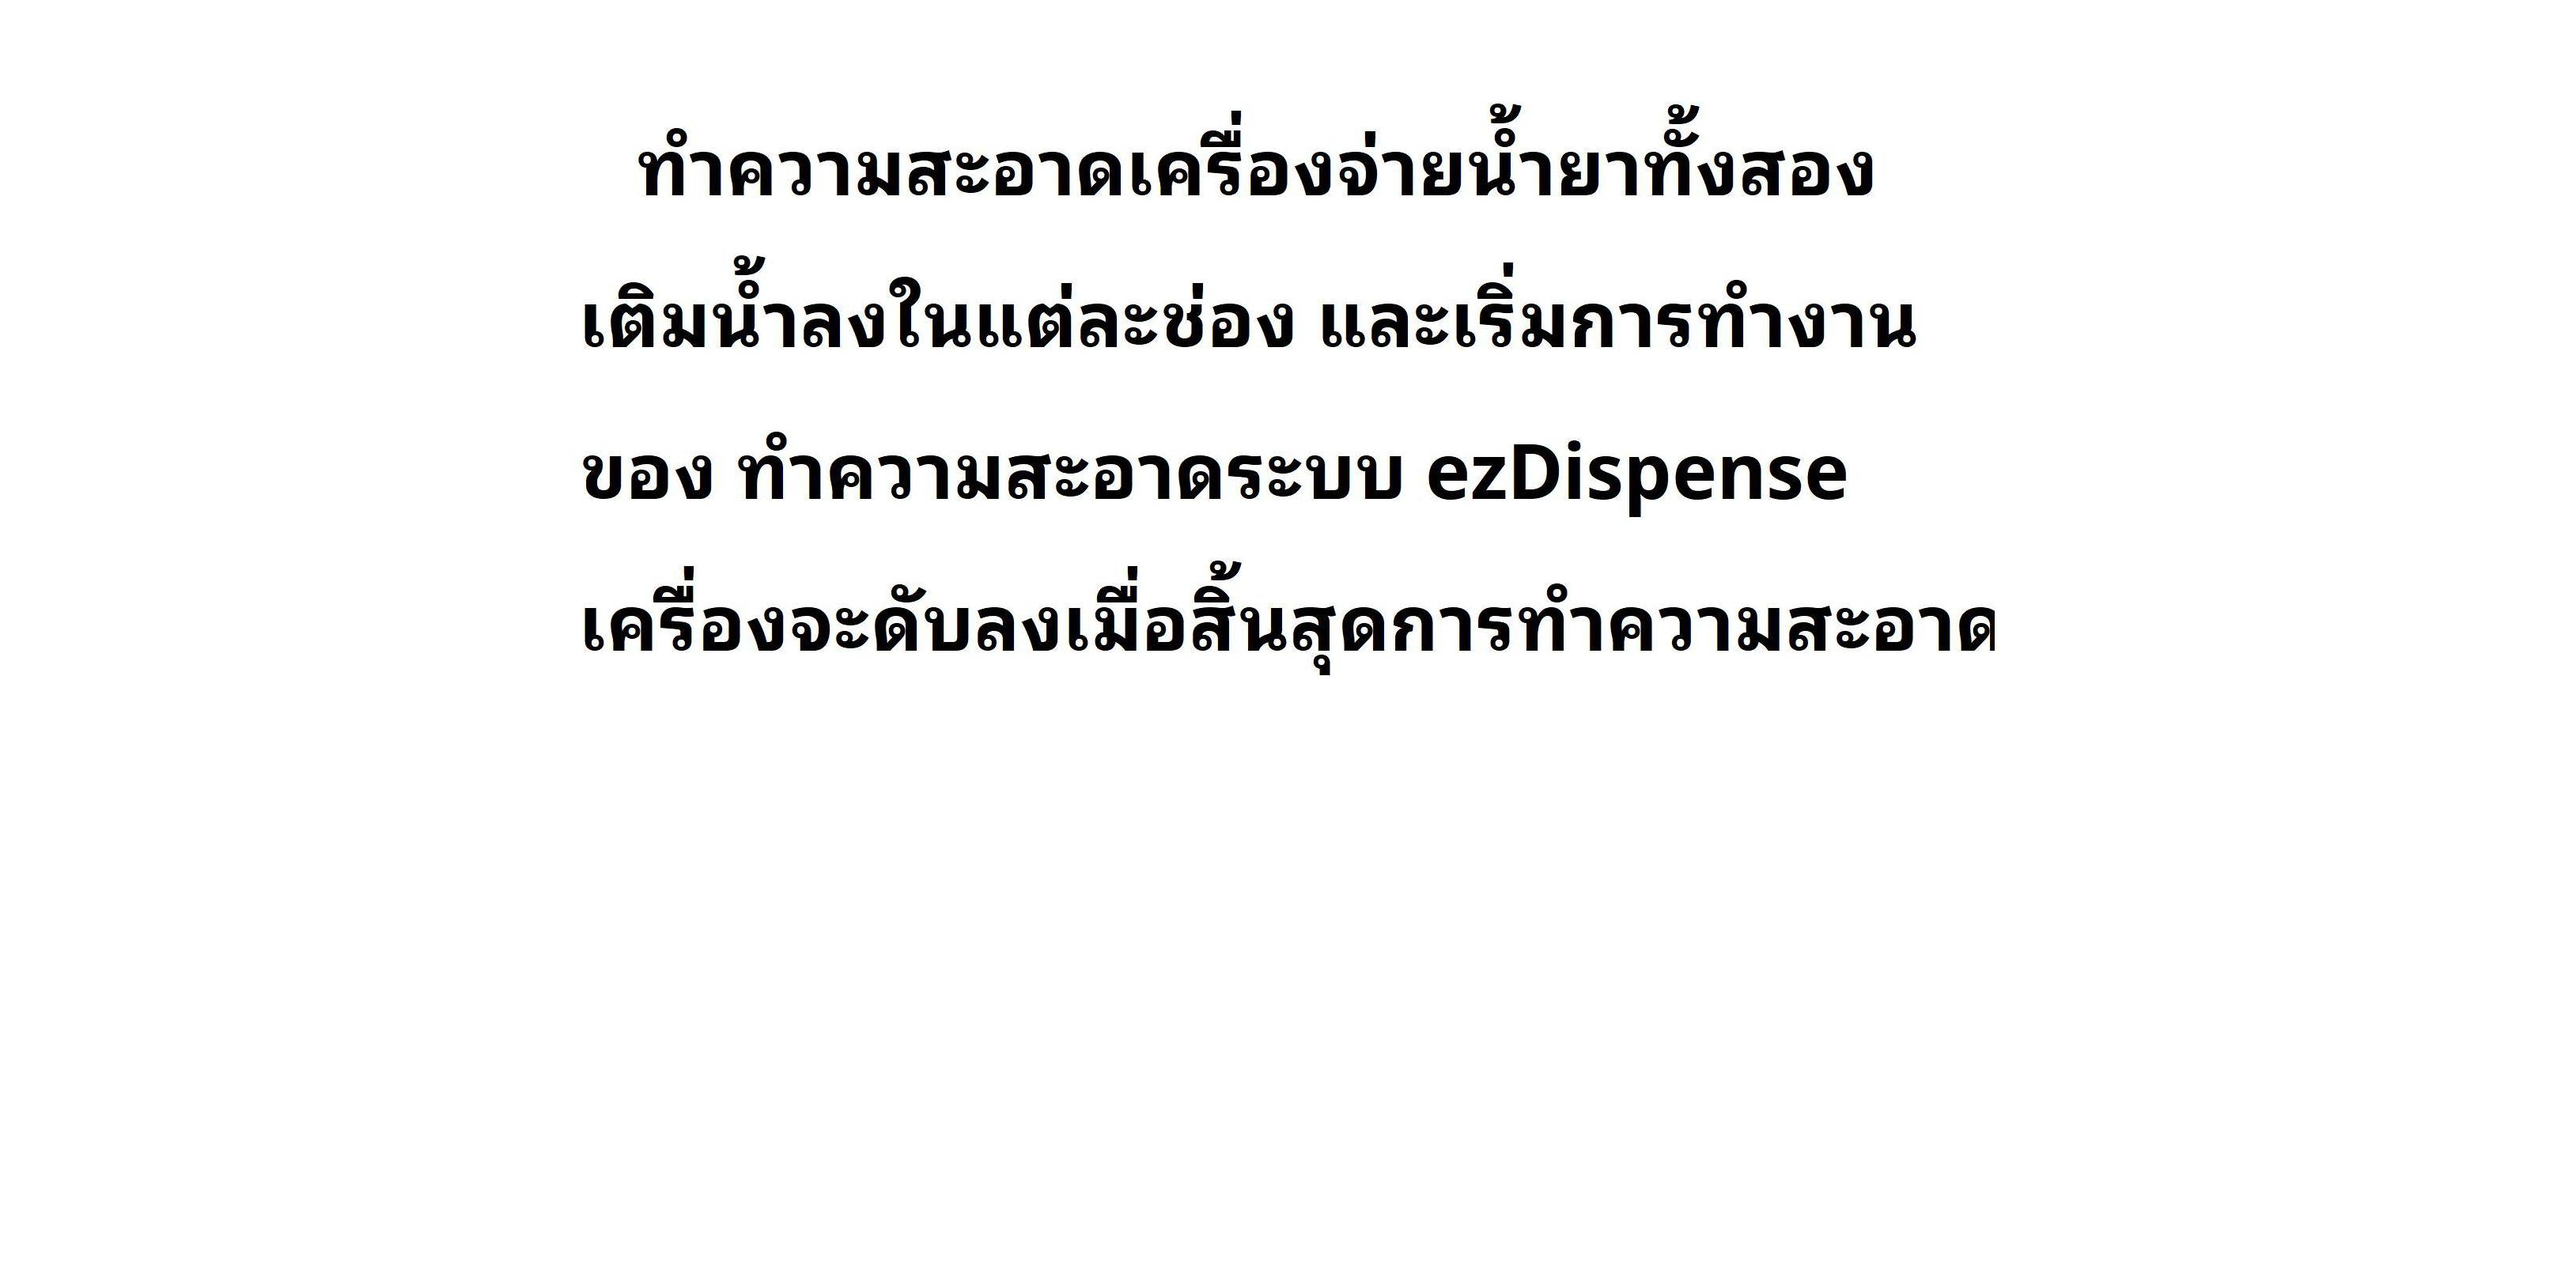 ทำความสะอาดเครื่องจ่ายน้ำยาทั้งสอง
เติมน้ำลงในแต่ละช่อง และเริ่มการทำงาน
ของ ทำความสะอาดระบบ ezDispense
เครื่องจะดับลงเมื่อสิ้นสุดการทำความสะอาด